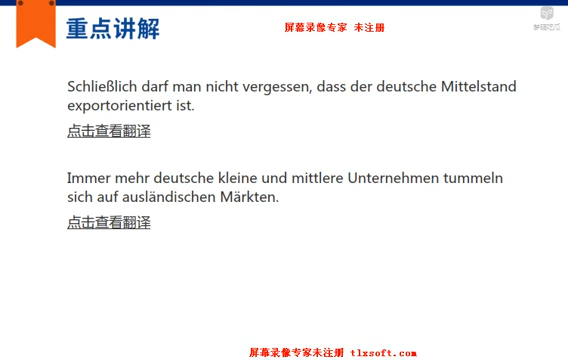 重点讲解
屏幕录像专家 未注册
Schließlich darf man nicht vergessen, dass der deutsche Mittelstand
exportorientiert ist.
点击查看翻译
Immer mehr deutsche kleine und mittlere Unternehmen tummeln
sich auf ausländischen Märkten.
点击查看翻译
屏幕录像专家未注册 tlxsoft.com